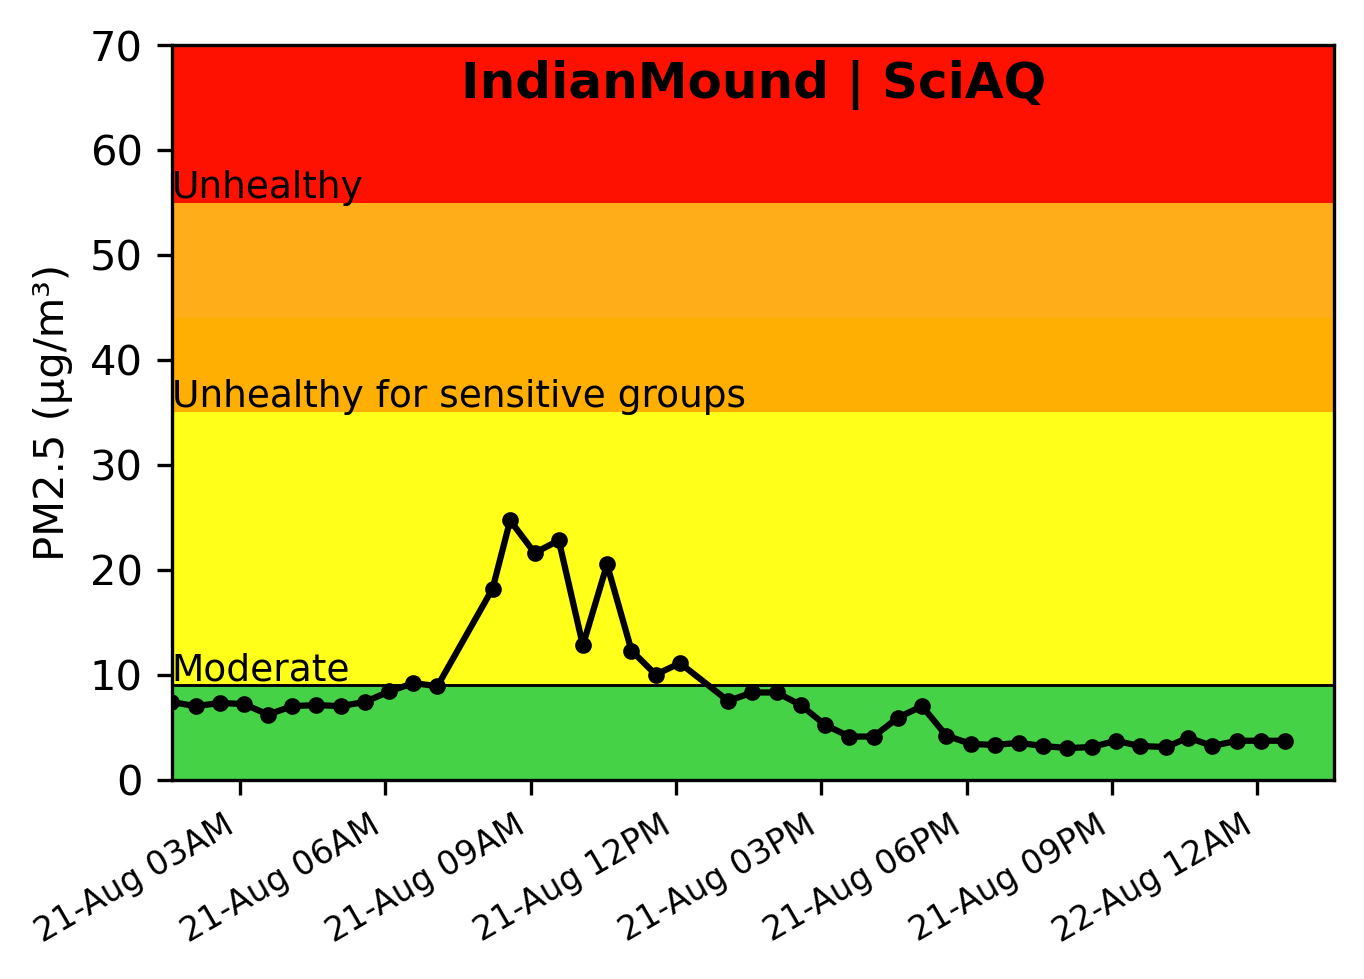 IndianMound | SciAQ
70
60
Unhealthy
50
40
Unhealthy for sensitive groups
30
20
10
Moderate
0
PM2.5 (µg/m³)
21-Aug 03AM
21-Aug 06AM
21-Aug 09AM
21-Aug 12PM
21-Aug 03PM
21-Aug 06PM
21-Aug 09PM
22-Aug 12AM